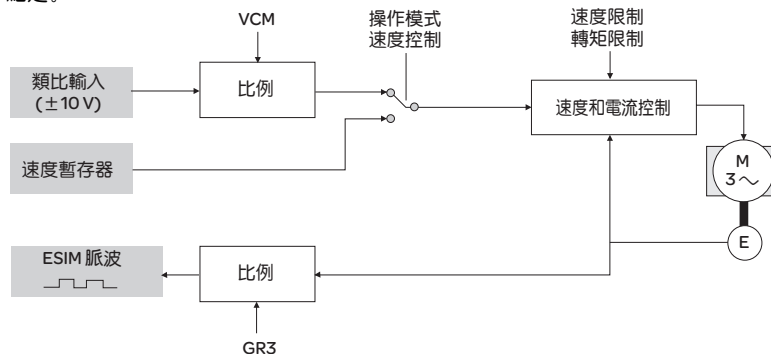 VCM
操作模式
速度控制
速度限制
轉矩限制
類比輸入
(±10 V)
比例
速度和電流控制
速度暫存器
M
3～
E
ESIM 脈波
比例
GR3